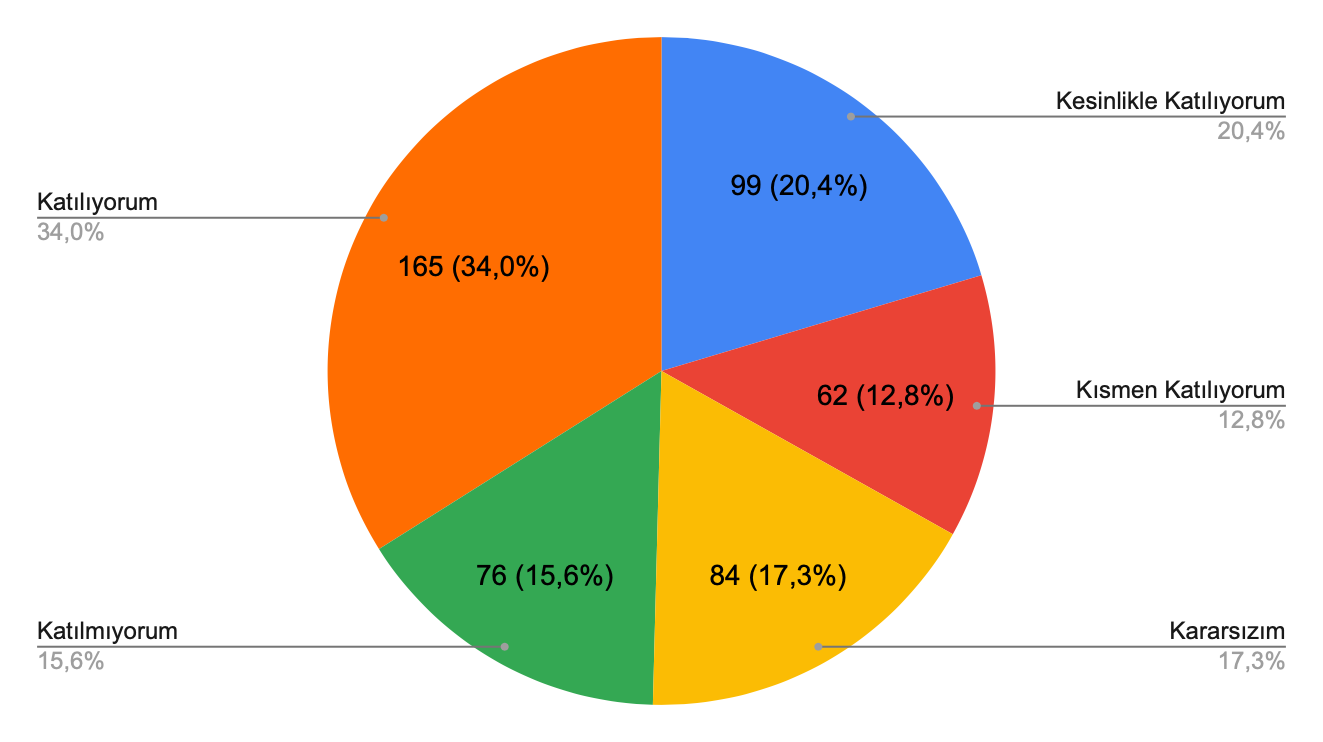 Kesinlikle Katılıyorum
20,4%
99 (20,4%)
Katılıyorum
34,0%
165 (34,0%)
Kısmen Katılıyorum
12,8%
62 (12,8%)
76 (15,6%)
84 (17,3%)
Katılmıyorum
15,6%
Kararsızım
17,3%